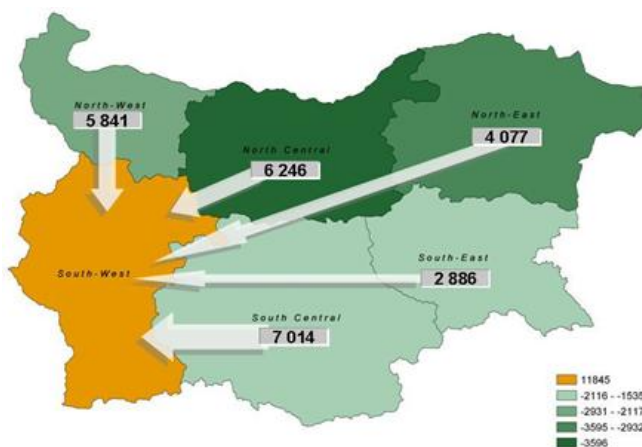 North-West
5 841
North-East
4 077
North Central
6 246
South-West
South-East
2 886
South Central
7 014
11845
-2116 - -1535
-2931 - -2117
-3595 - -2932
-3596